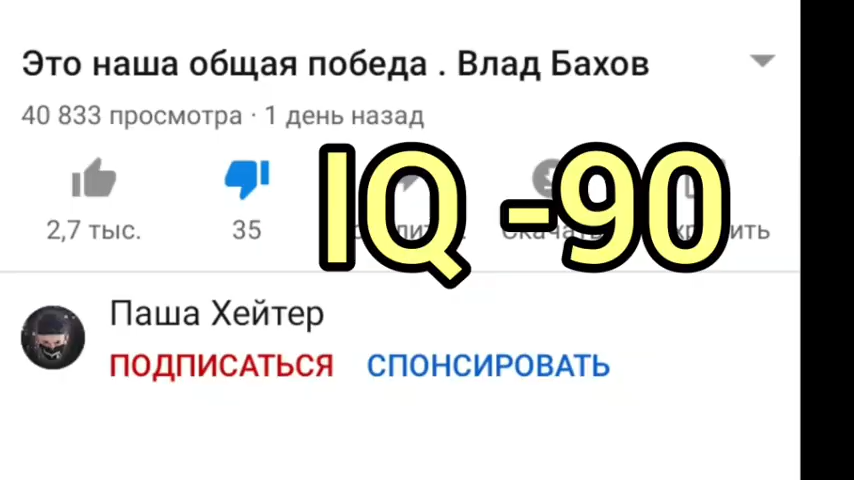 Это наша общая победа . Влад Бахов
40 833 просмотра · 1 день назад
IQ -90
2,7 тыс.
35
ПАША Хейтер
ПОДПИСАТЬСЯ СПОНСИРОВАТЬ